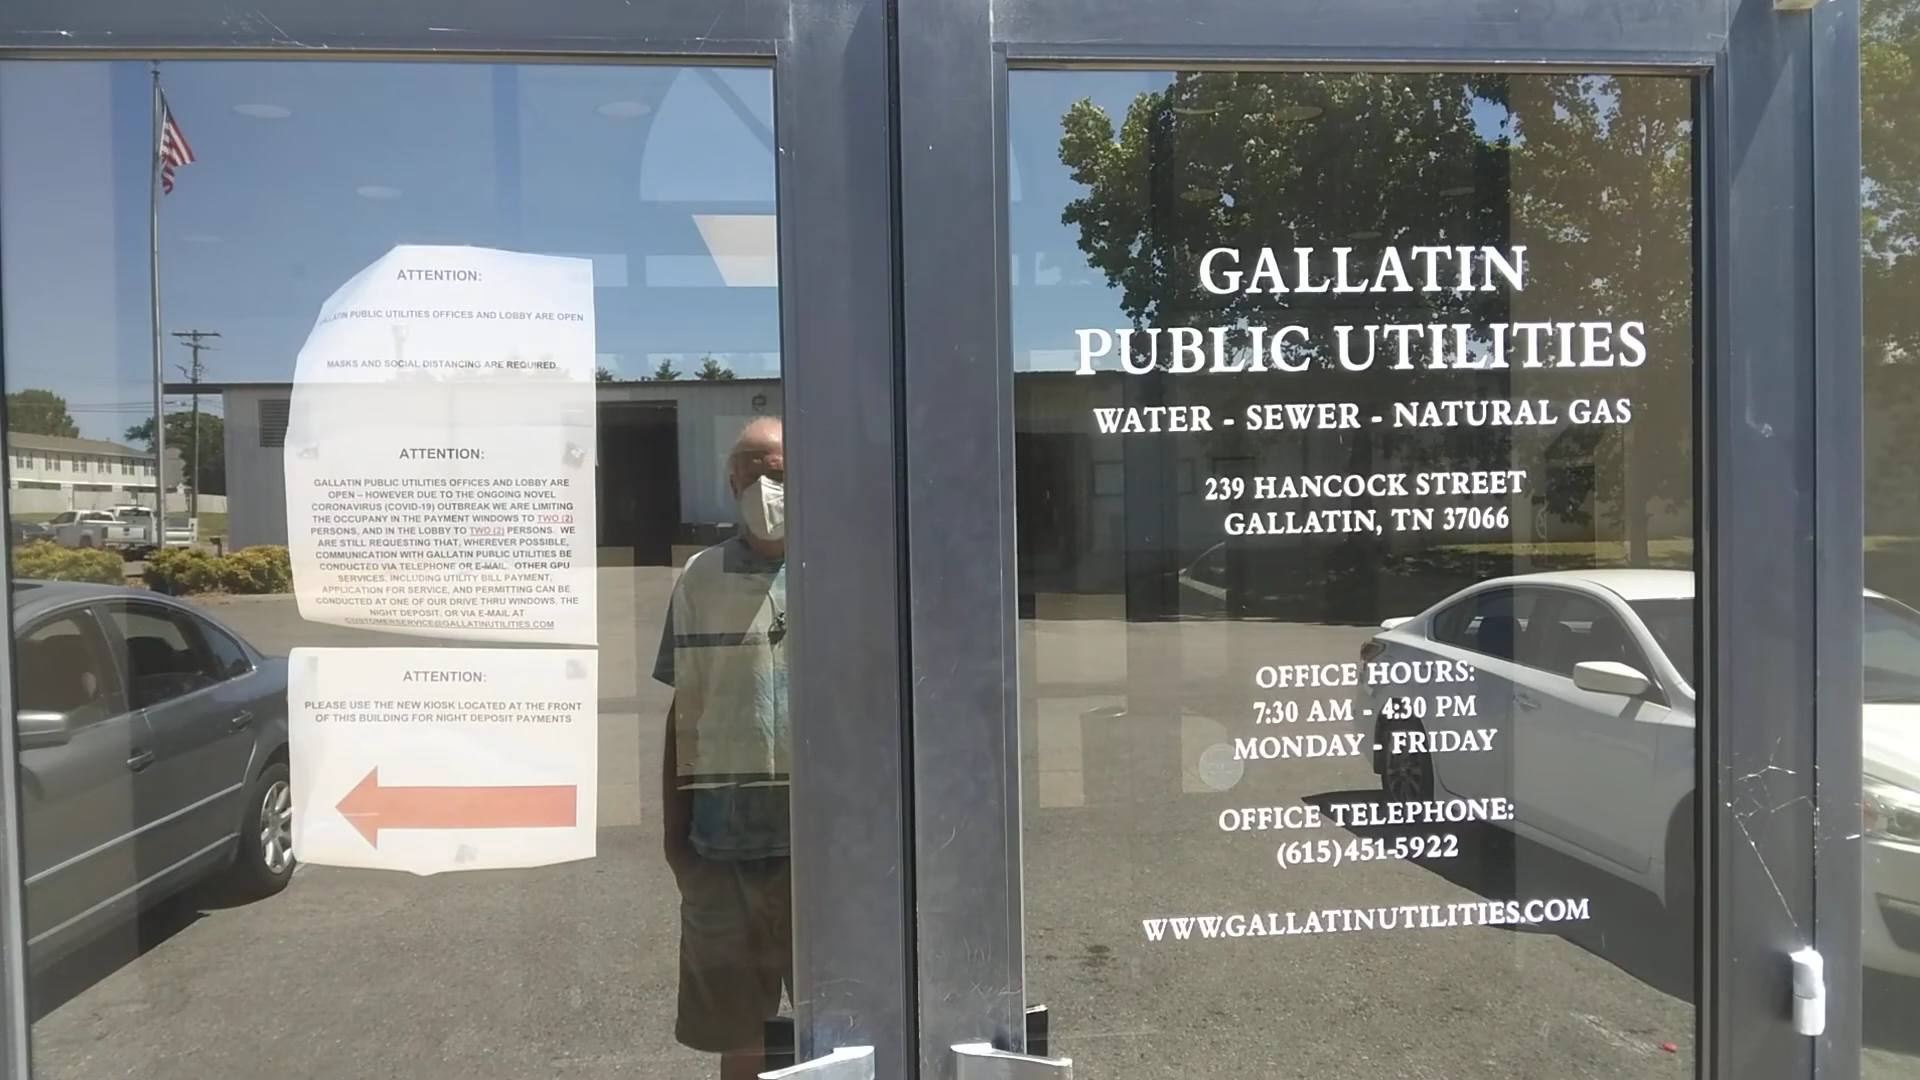 ATTENTION:
GALLATIN PUBLIC UTILITIES OFFICES AND LOBBY ARE OPEN
MASKS AND SOCIAL DISTANCING ARE REQUIRED.
ATTENTION:
GALLATIN PUBLIC UTILITIES OFFICES AND LOBBY ARE
OPEN – HOWEVER DUE TO THE ONGOING NOVEL
CORONAVIRUS (COVID-19) OUTBREAK WE ARE LIMITING
THE OCCUPANY IN THE PAYMENT WINDOWS TO TWO (2)
PERSONS, AND IN THE LOBBY TO TWO (2) PERSONS. WE
ARE STILL REQUESTING THAT, WHEREVER POSSIBLE,
COMMUNICATION WITH GALLATIN PUBLIC UTILITIES BE
CONDUCTED VIA TELEPHONE OR E-MAIL. OTHER GPU
SERVICES, INCLUDING UTILITY BILL PAYMENT,
APPLICATION FOR SERVICE, AND PERMITTING CAN BE
CONDUCTED AT ONE OF OUR DRIVE THRU WINDOWS, THE
NIGHT DEPOSIT, OR VIA E-MAIL AT
CUSTOMERSERVICE@GALLATINUTILITIES.COM
ATTENTION:
PLEASE USE THE NEW KIOSK LOCATED AT THE FRONT
OF THIS BUILDING FOR NIGHT DEPOSIT PAYMENTS
GALLATIN
PUBLIC UTILITIES
WATER - SEWER - NATURAL GAS
239 HANCOCK STREET
GALLATIN, TN 37066
OFFICE HOURS:
7:30 AM - 4:30 PM
MONDAY - FRIDAY
OFFICE TELEPHONE:
(615)451-5922
WWW.GALLATINUTILITIES.COM